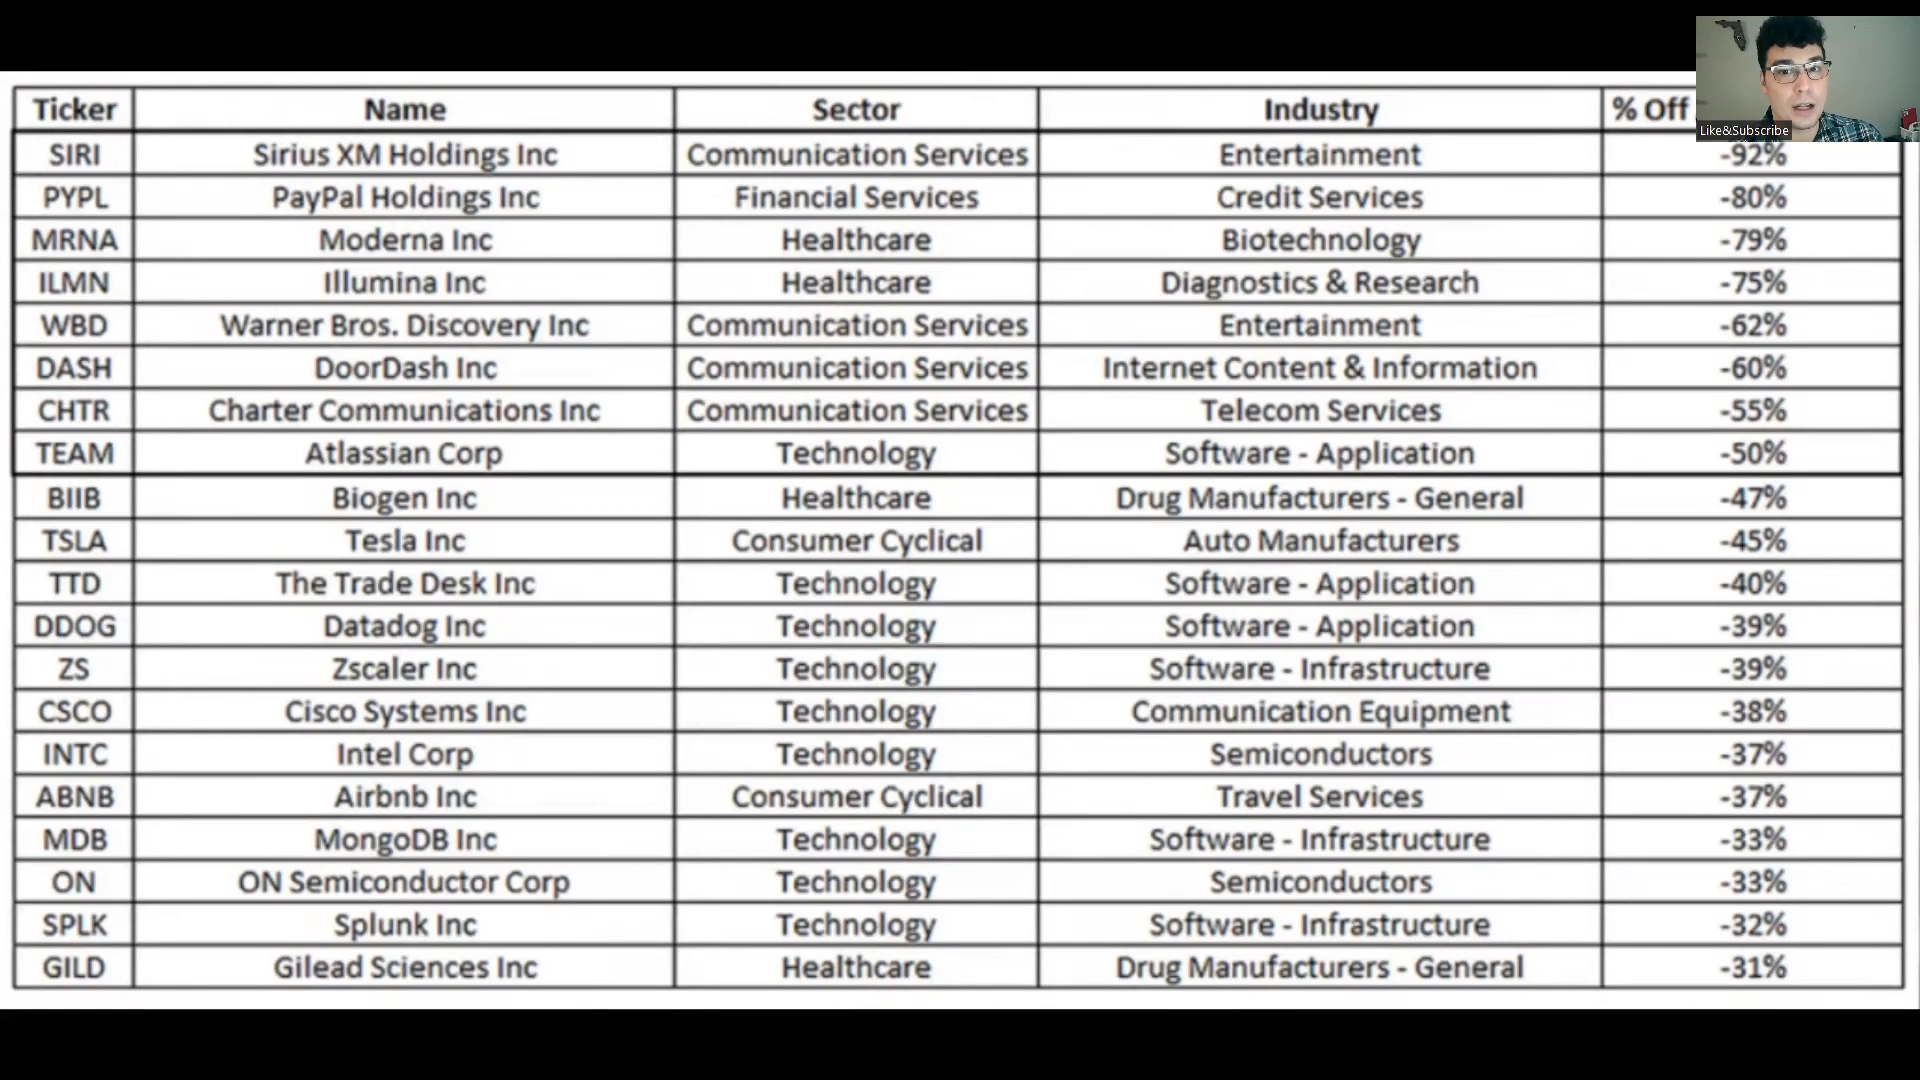 Ticker Name Sector Industry % Off
Like&Subscribe
SIRI Sirius XM Holdings Inc Communication Services Entertainment -92%
PYPL PayPal Holdings Inc Financial Services Credit Services -80%
MRNA Moderna Inc Healthcare Biotechnology -79%
ILMN Illumina Inc Healthcare Diagnostics & Research -75%
WBD Warner Bros. Discovery Inc Communication Services Entertainment -62%
DASH DoorDash Inc Communication Services Internet Content & Information -60%
CHTR Charter Communications Inc Communication Services Telecom Services -55%
TEAM Atlassian Corp Technology Software - Application -50%
BIIB Biogen Inc Healthcare Drug Manufacturers - General -47%
TSLA Tesla Inc Consumer Cyclical Auto Manufacturers -45%
TTD The Trade Desk Inc Technology Software - Application -40%
DDOG Datadog Inc Technology Software - Application -39%
ZS Zscaler Inc Technology Software - Infrastructure -39%
CSCO Cisco Systems Inc Technology Communication Equipment -38%
INTC Intel Corp Technology Semiconductors -37%
ABNB Airbnb Inc Consumer Cyclical Travel Services -37%
MDB MongoDB Inc Technology Software - Infrastructure -33%
ON ON Semiconductor Corp Technology Semiconductors -33%
SPLK Splunk Inc Technology Software - Infrastructure -32%
GILD Gilead Sciences Inc Healthcare Drug Manufacturers - General -31%